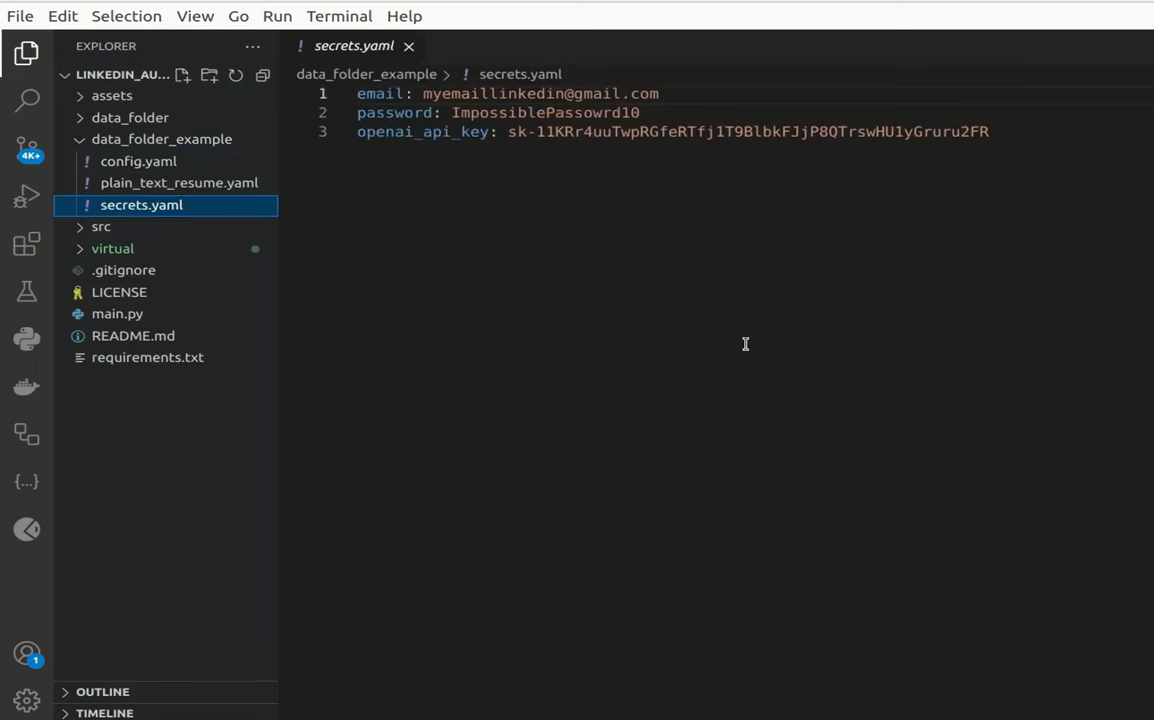 File Edit Selection View Go Run Terminal Help
EXPLORER
secrets.yaml
LINKEDIN_AU...
data_folder_example > secrets.yaml
assets
1 email: myemaillinkedin@gmail.com
data_folder
2 password: ImpossiblePassowrd10
data_folder_example
3 openai_api_key: sk-11KRr4uuTwpRGfeRTfj1T9BlbkFJjP8QTrswHU1yGruru2FR
config.yaml
4K+
plain_text_resume.yaml
secrets.yaml
src
virtual
.gitignore
LICENSE
main.py
README.md
requirements.txt
1
OUTLINE
TIMELINE